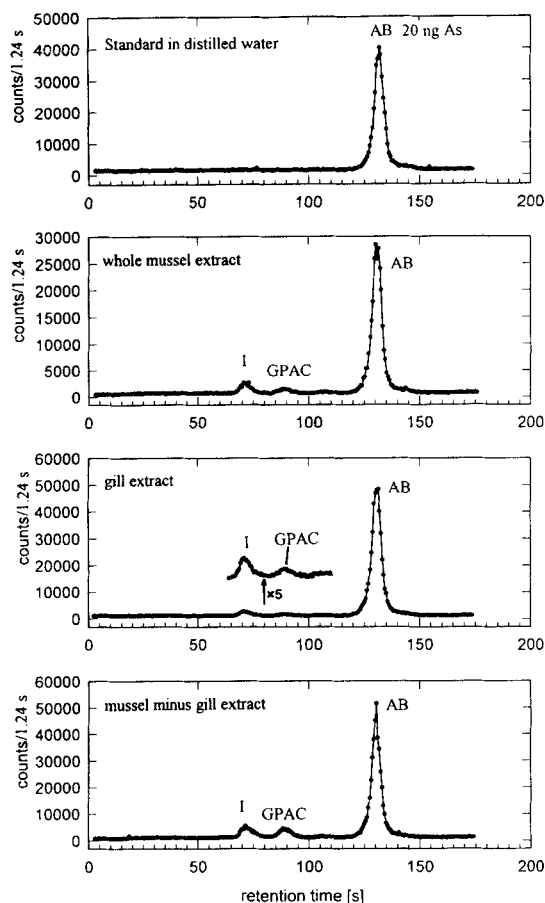 50000
40000
30000
20000
10000
0
counts/1.24 s
Standard in distilled water
AB 20 ng As
0 50 100 150 200
30000
25000
20000
15000
10000
5000
0
counts/1.24 s
whole mussel extract
AB
I
GPAC
0 50 100 150 200
60000
50000
40000
30000
20000
10000
0
counts/1.24 s
gill extract
AB
I
GPAC
×5
0 50 100 150 200
60000
50000
40000
30000
20000
10000
0
counts/1.24 s
mussel minus gill extract
AB
I
GPAC
0 50 100 150 200
retention time [s]